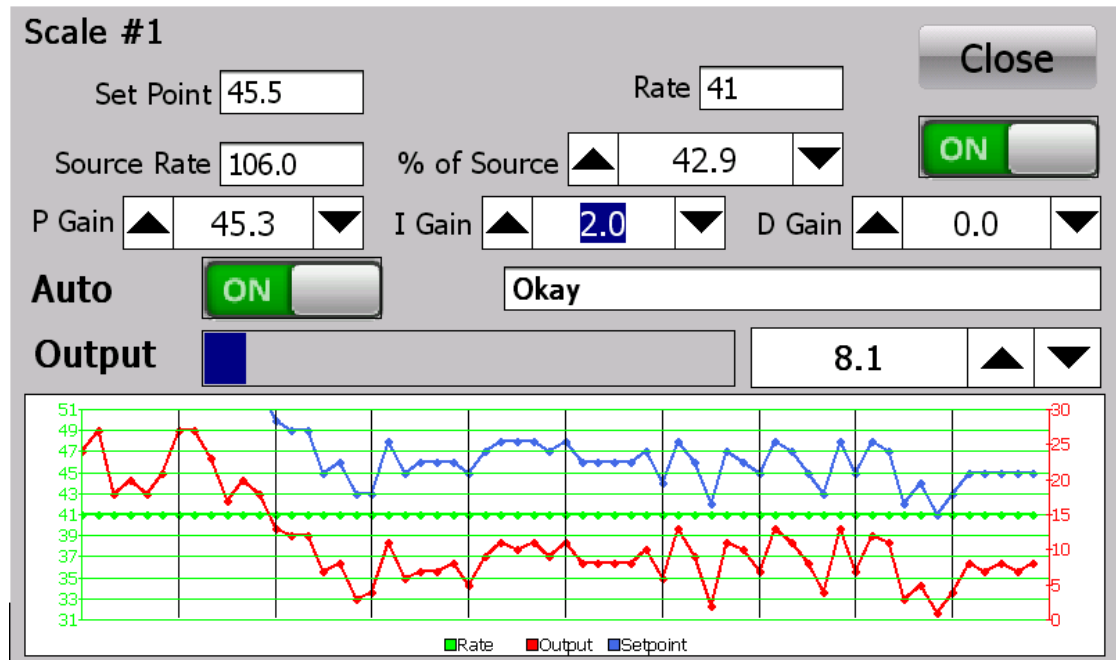 Scale #1
Close
Set Point 45.5
Rate 41
ON
Source Rate 106.0
% of Source 42.9
P Gain 45.3
I Gain 2.0
D Gain 0.0
Auto ON
Okay
Output 8.1
51
49
47
45
43
41
39
37
35
33
31
30
25
20
15
10
5
0
Rate Output Setpoint